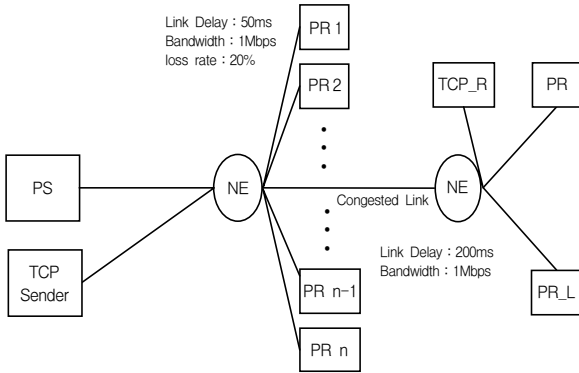 Link Delay : 50ms
Bandwidth : 1Mbps
loss rate : 20%
PR 1
PR 2
TCP_R
PR
PS
NE
NE
Congested Link
TCP
Sender
Link Delay : 200ms
Bandwidth : 1Mbps
PR n-1
PR_L
PR n